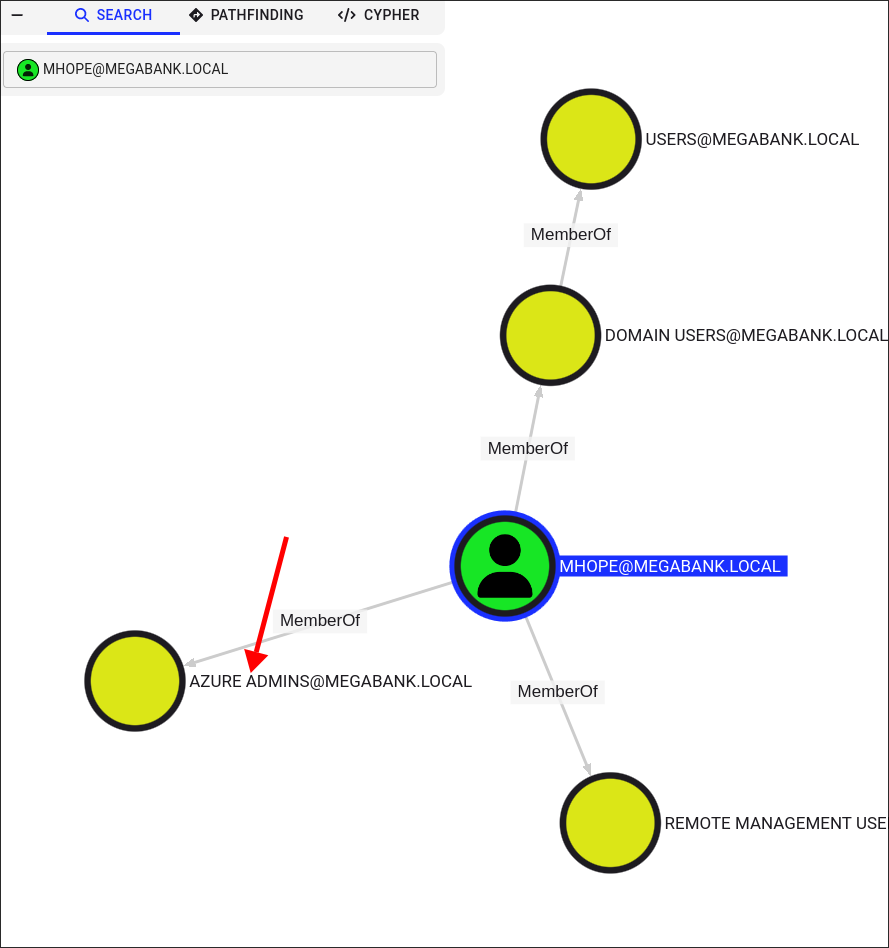 SEARCH
PATHFINDING
</> CYPHER
MHOPE@MEGABANK.LOCAL
USERS@MEGABANK.LOCAL
MemberOf
DOMAIN USERS@MEGABANK.LOCAL
MemberOf
MHOPE@MEGABANK.LOCAL
MemberOf
AZURE ADMINS@MEGABANK.LOCAL
MemberOf
REMOTE MANAGEMENT USE